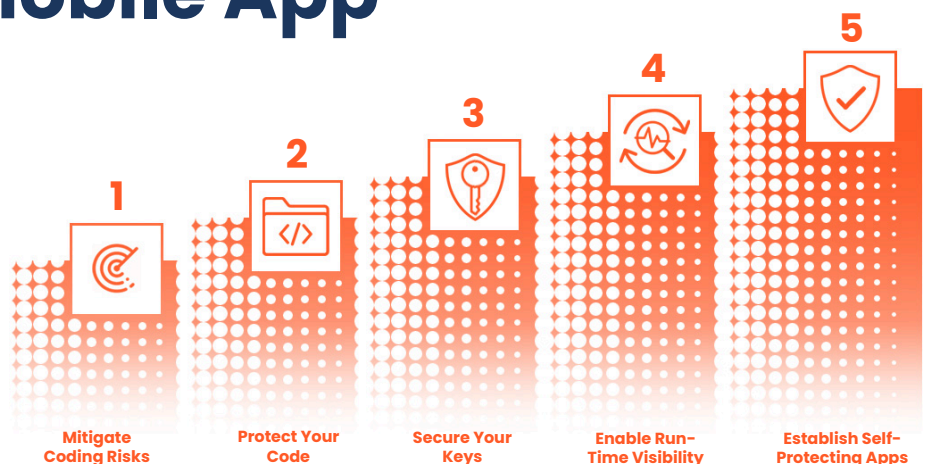 Mobile App
1
2
3
4
5
</>
Mitigate
Coding Risks
Protect Your
Code
Secure Your
Keys
Enable Run-
Time Visibility
Establish Self-
Protecting Apps